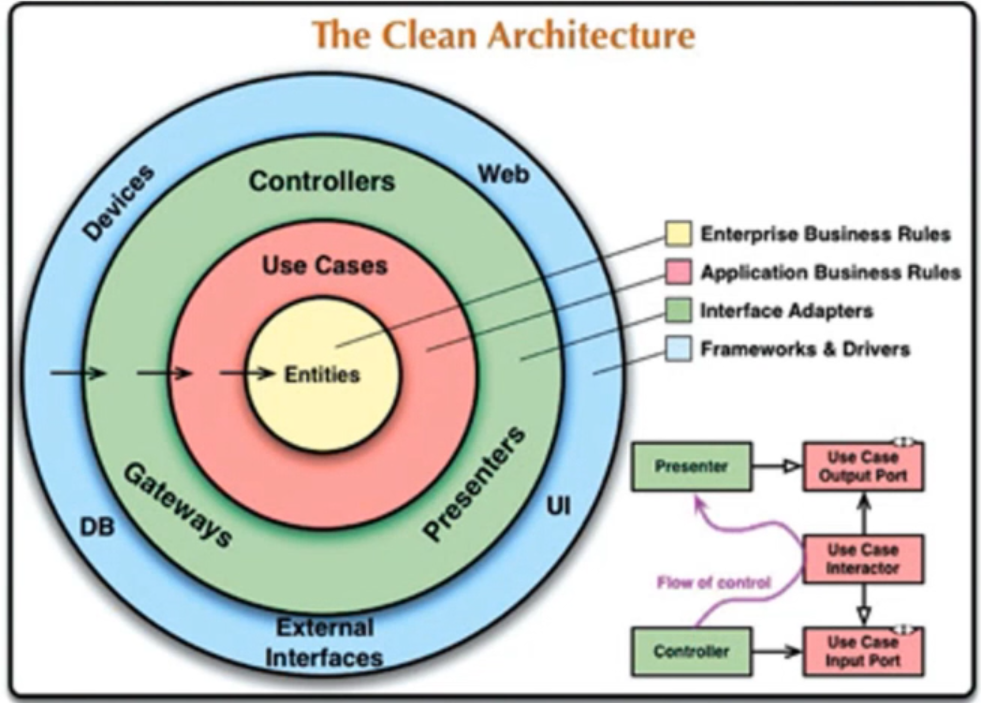 The Clean Architecture
Devices
Controllers
Web
Use Cases
Entities
Gateways
Presenters
DB
UI
External
Interfaces
Enterprise Business Rules
Application Business Rules
Interface Adapters
Frameworks & Drivers
Presenter
Use Case
Output Port
Use Case
Interactor
Flow of control
Controller
Use Case
Input Port